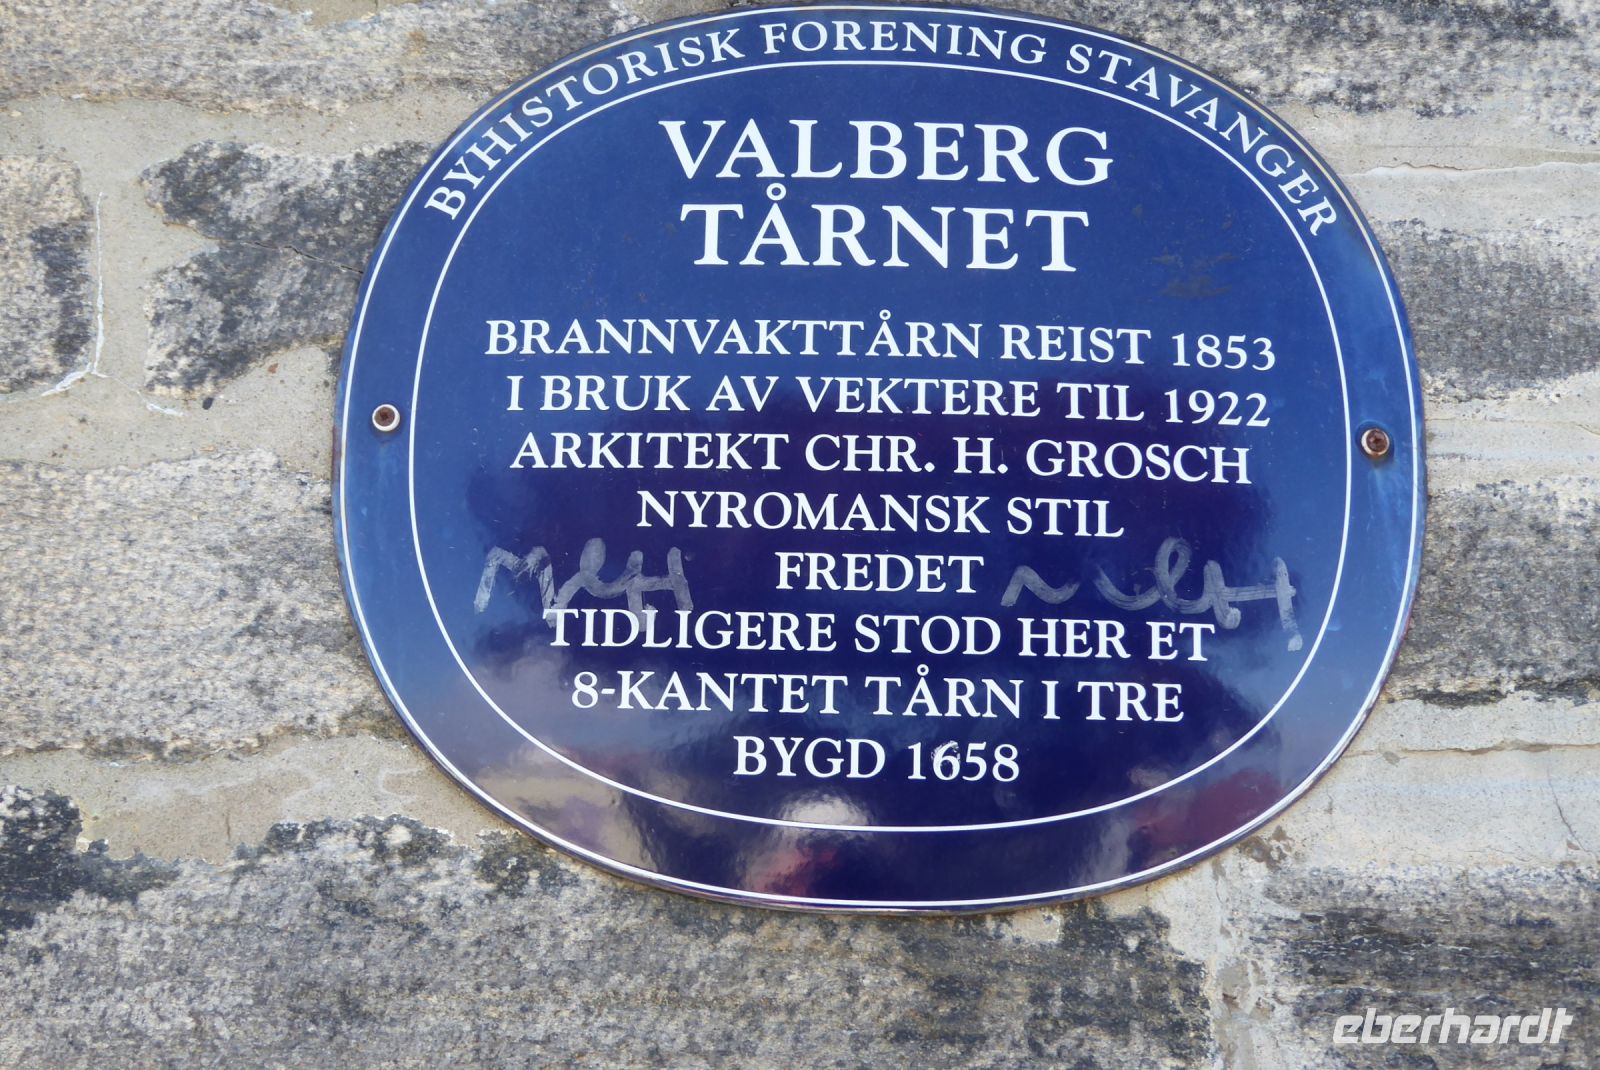 BYHISTORISK FORENING STAVANGER
VALBERG
TÅRNET
BRANNVAKTTÅRN REIST 1853
I BRUK AV VEKTERE TIL 1922
ARKITEKT CHR. H. GROSCH
NYROMANSK STIL
FREDET
TIDLIGERE STOD HER ET
8-KANTET TÅRN I TRE
BYGD 1658
eberhardt